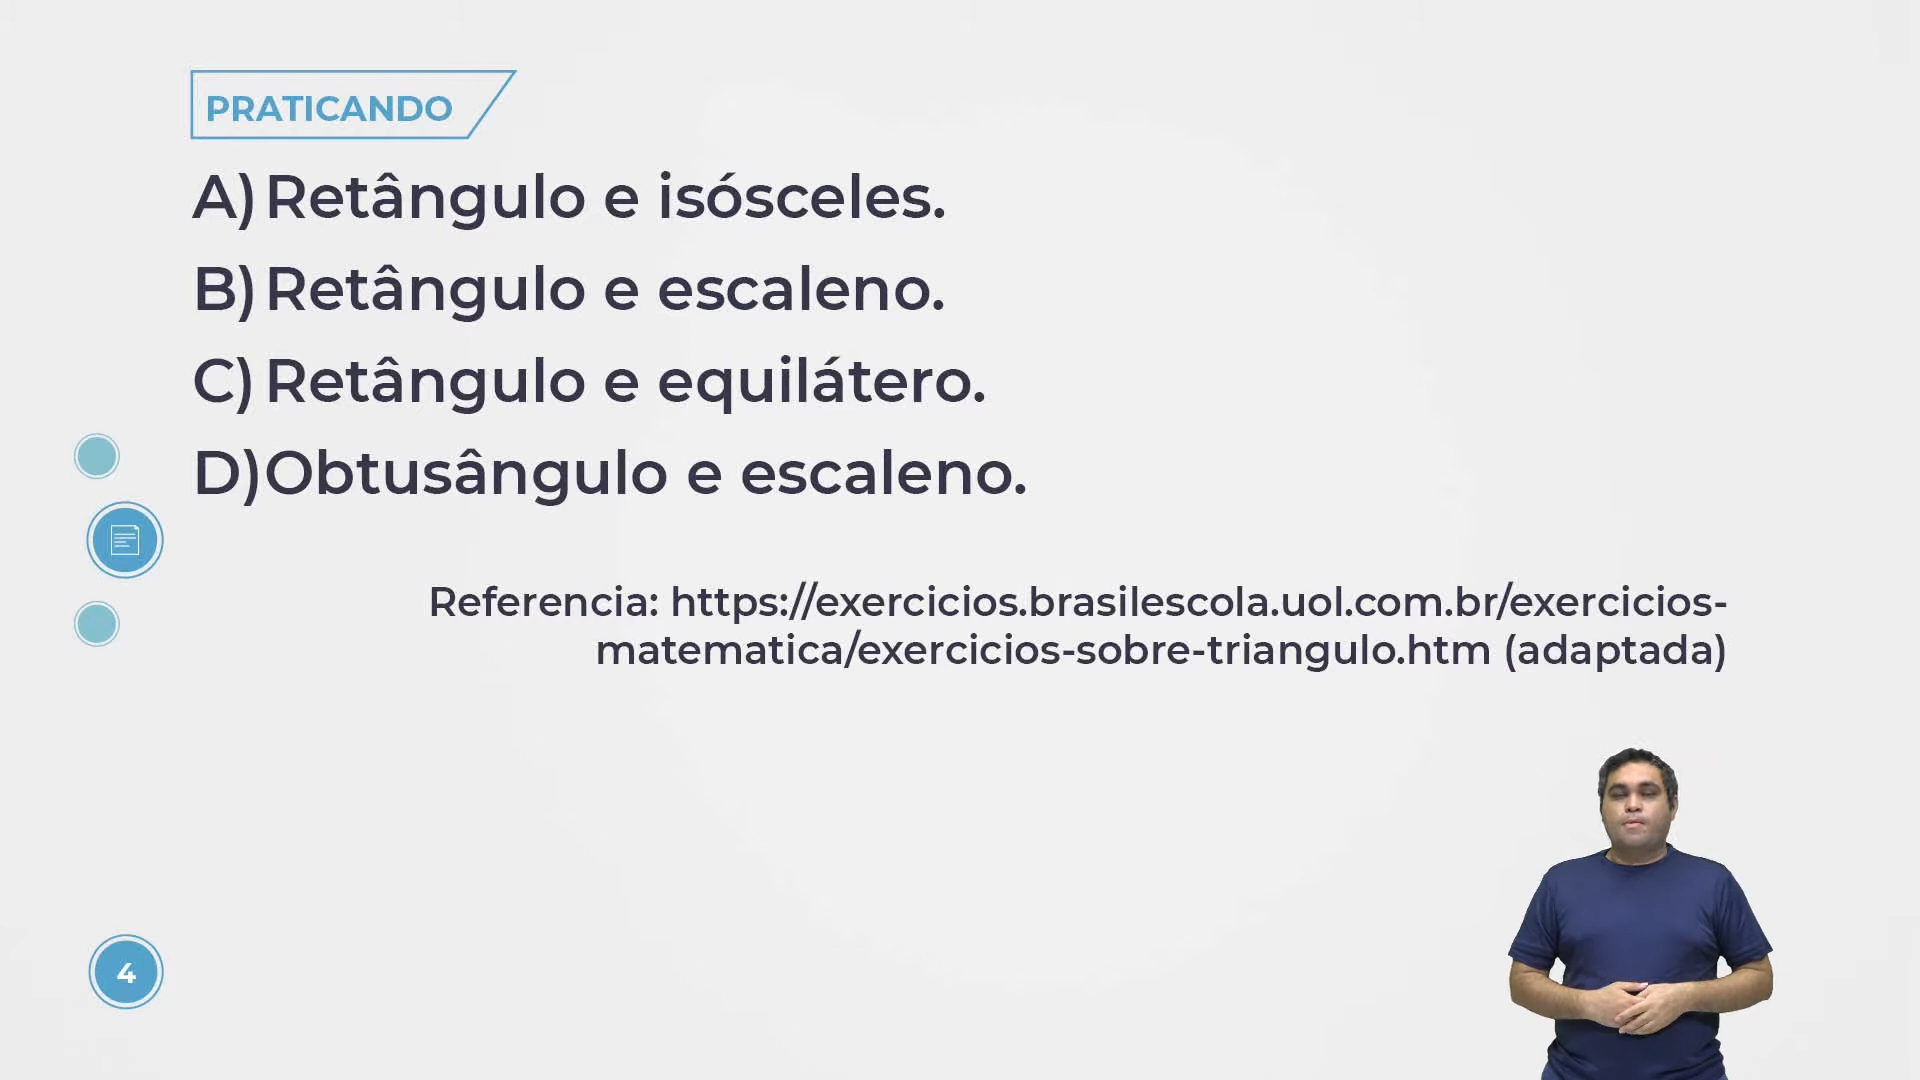 PRATICANDO
A) Retângulo e isósceles.
B) Retângulo e escaleno.
C) Retângulo e equilátero.
D) Obtusângulo e escaleno.
Referencia: https://exercicios.brasilescola.uol.com.br/exercicios-
matematica/exercicios-sobre-triangulo.htm (adaptada)
4